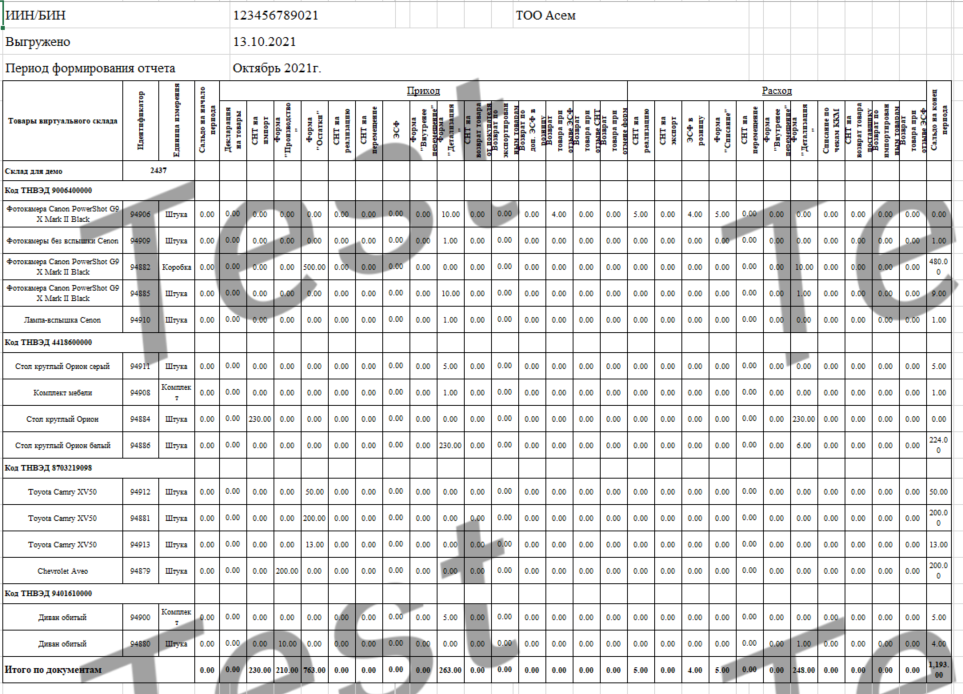 ИИН/БИН 123456789021 ТОО Асем
Выгружено 13.10.2021
Период формирования отчета Октябрь 2021г.
Товары виртуального склада
Идентификатор
Единица измерения
Сальдо на начало периода
Приход
Декларация на товары
СНТ на импорт
Форма "Производство"
Форма "Остатки"
СНТ на реализацию
СНТ на перемещение
ЭСФ
Форма "Внутренее перемещение"
Форма "Детализация"
СНТ на возврат товара от покупателя
Возврат по экспортированным товарам
Возврат по доп. ЭСФ в розницу
Возврат товара при отзыве ЭСФ
Возврат товара при отзыве СНТ
Возврат товара при отмене форм
Расход
СНТ на реализацию
СНТ на экспорт
ЭСФ в розницу
Форма "Списание"
СНТ на перемещение
Форма "Внутренее перемещение"
Форма "Детализация"
Списание по чекам ККМ
СНТ на возврат товара поставщику
Возврат по импортированным товарам
Возврат товара при отзыве ЭСФ
Сальдо на конец периода
Склад для демо 2437
Код ТНВЭД 9006400000
Фотокамера Canon PowerShot G9 X Mark II Black 94906 Штука 0.00 0.00 0.00 0.00 0.00 0.00 0.00 0.00 0.00 10.00 0.00 0.00 0.00 4.00 0.00 0.00 5.00 0.00 4.00 5.00 0.00 0.00 0.00 0.00 0.00 0.00 0.00 0.00
Фотокамеры без вспышки Cenon 94909 Штука 0.00 0.00 0.00 0.00 0.00 0.00 0.00 0.00 0.00 1.00 0.00 0.00 0.00 0.00 0.00 0.00 0.00 0.00 0.00 0.00 0.00 0.00 0.00 0.00 0.00 0.00 0.00 1.00
Фотокамера Canon PowerShot G9 X Mark II Black 94882 Коробка 0.00 0.00 0.00 0.00 500.00 0.00 0.00 0.00 0.00 0.00 0.00 0.00 0.00 0.00 0.00 0.00 0.00 0.00 0.00 0.00 0.00 0.00 10.00 0.00 0.00 0.00 0.00 480.00
Фотокамера Canon PowerShot G9 X Mark II Black 94885 Штука 0.00 0.00 0.00 0.00 0.00 0.00 0.00 0.00 0.00 10.00 0.00 0.00 0.00 0.00 0.00 0.00 0.00 0.00 0.00 0.00 0.00 0.00 1.00 0.00 0.00 0.00 0.00 9.00
Лампа-вспышка Cenon 94910 Штука 0.00 0.00 0.00 0.00 0.00 0.00 0.00 0.00 0.00 1.00 0.00 0.00 0.00 0.00 0.00 0.00 0.00 0.00 0.00 0.00 0.00 0.00 0.00 0.00 0.00 0.00 0.00 1.00
Код ТНВЭД 4418600000
Стол круглый Орион серый 94911 Штука 0.00 0.00 0.00 0.00 0.00 0.00 0.00 0.00 0.00 5.00 0.00 0.00 0.00 0.00 0.00 0.00 0.00 0.00 0.00 0.00 0.00 0.00 0.00 0.00 0.00 0.00 0.00 5.00
Комплект мебели 94908 Комплект 0.00 0.00 0.00 0.00 0.00 0.00 0.00 0.00 0.00 1.00 0.00 0.00 0.00 0.00 0.00 0.00 0.00 0.00 0.00 0.00 0.00 0.00 0.00 0.00 0.00 0.00 0.00 1.00
Стол круглый Орион 94884 Штука 0.00 0.00 230.00 0.00 0.00 0.00 0.00 0.00 0.00 0.00 0.00 0.00 0.00 0.00 0.00 0.00 0.00 0.00 0.00 0.00 0.00 0.00 230.00 0.00 0.00 0.00 0.00 0.00
Стол круглый Орион белый 94886 Штука 0.00 0.00 0.00 0.00 0.00 0.00 0.00 0.00 0.00 230.00 0.00 0.00 0.00 0.00 0.00 0.00 0.00 0.00 0.00 0.00 0.00 0.00 6.00 0.00 0.00 0.00 0.00 224.00
Код ТНВЭД 8703219098
Toyota Camry XV50 94912 Штука 0.00 0.00 0.00 0.00 50.00 0.00 0.00 0.00 0.00 0.00 0.00 0.00 0.00 0.00 0.00 0.00 0.00 0.00 0.00 0.00 0.00 0.00 0.00 0.00 0.00 0.00 0.00 50.00
Toyota Camry XV50 94881 Штука 0.00 0.00 0.00 0.00 200.00 0.00 0.00 0.00 0.00 0.00 0.00 0.00 0.00 0.00 0.00 0.00 0.00 0.00 0.00 0.00 0.00 0.00 0.00 0.00 0.00 0.00 0.00 200.00
Toyota Camry XV50 94913 Штука 0.00 0.00 0.00 0.00 13.00 0.00 0.00 0.00 0.00 0.00 0.00 0.00 0.00 0.00 0.00 0.00 0.00 0.00 0.00 0.00 0.00 0.00 0.00 0.00 0.00 0.00 0.00 13.00
Chevrolet Aveo 94879 Штука 0.00 0.00 0.00 200.00 0.00 0.00 0.00 0.00 0.00 0.00 0.00 0.00 0.00 0.00 0.00 0.00 0.00 0.00 0.00 0.00 0.00 0.00 0.00 0.00 0.00 0.00 0.00 200.00
Код ТНВЭД 9401610000
Диван обитый 94900 Комплект 0.00 0.00 0.00 0.00 0.00 0.00 0.00 0.00 0.00 5.00 0.00 0.00 0.00 0.00 0.00 0.00 0.00 0.00 0.00 0.00 0.00 0.00 0.00 0.00 0.00 0.00 0.00 5.00
Диван обитый 94880 Штука 0.00 0.00 0.00 10.00 0.00 0.00 0.00 0.00 0.00 0.00 0.00 0.00 0.00 0.00 0.00 0.00 0.00 0.00 0.00 0.00 0.00 0.00 1.00 0.00 0.00 0.00 0.00 4.00
Итого по документам 0.00 0.00 230.00 210.00 763.00 0.00 0.00 0.00 0.00 263.00 0.00 0.00 0.00 0.00 0.00 0.00 5.00 0.00 4.00 5.00 0.00 0.00 248.00 0.00 0.00 0.00 0.00 1,193.00
Test
Te
Test
Te